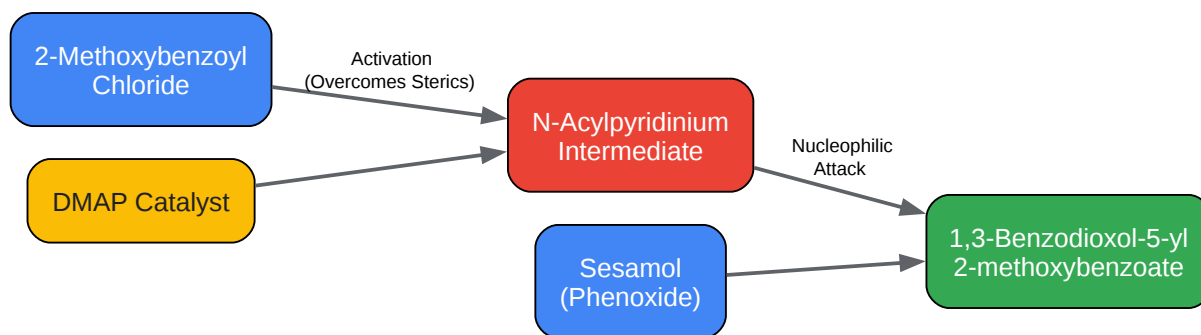 2-Methoxybenzoyl
Chloride
Activation
(Overcomes Sterics)
N-Acylpyridinium
Intermediate
DMAP Catalyst
Nucleophilic
Attack
Sesamol
(Phenoxide)
1,3-Benzodioxol-5-yl
2-methoxybenzoate